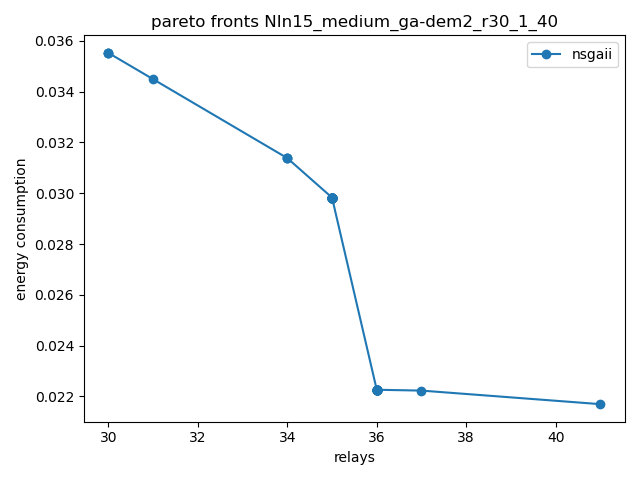 pareto fronts NIn15_medium_ga-dem2_r30_1_40
nsgaii
0.036
0.034
0.032
0.030
0.028
0.026
0.024
0.022
energy consumption
30 32 34 36 38 40
relays